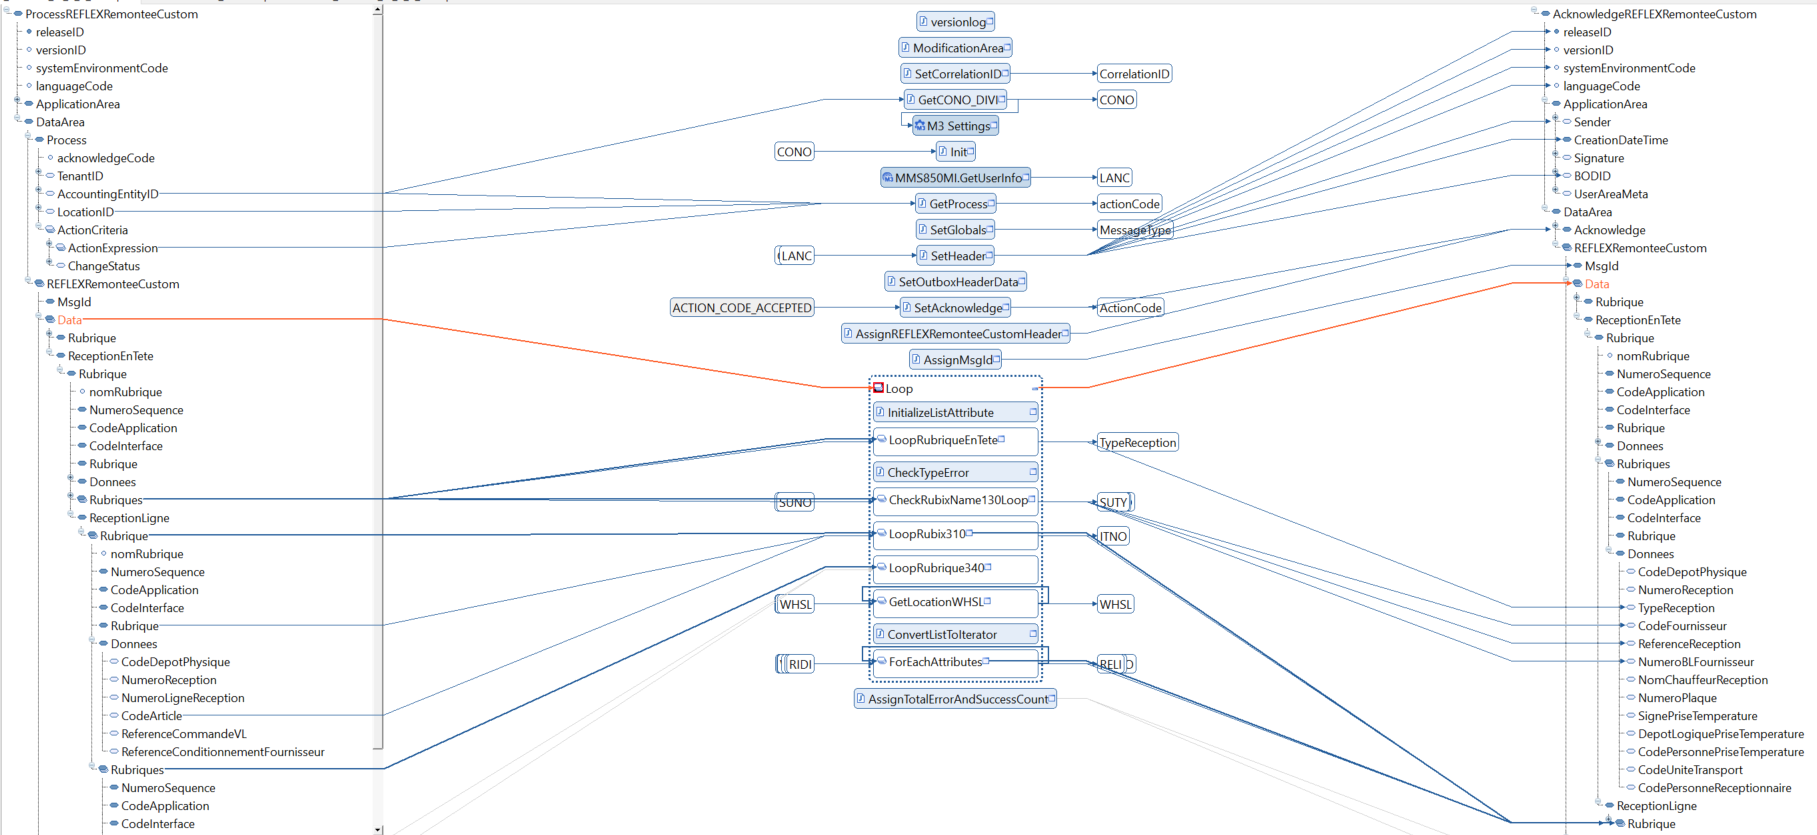 ProcessREFLEXRemonteeCustom
releaseID
versionID
systemEnvironmentCode
languageCode
ApplicationArea
DataArea
Process
acknowledgeCode
TenantID
AccountingEntityID
LocationID
ActionCriteria
ActionExpression
ChangeStatus
REFLEXRemonteeCustom
MsgId
Data
Rubrique
ReceptionEnTete
Rubrique
nomRubrique
NumeroSequence
CodeApplication
CodeInterface
Rubrique
Donnees
Rubriques
ReceptionLigne
Rubrique
nomRubrique
NumeroSequence
CodeApplication
CodeInterface
Rubrique
Donnees
CodeDepotPhysique
NumeroReception
NumeroLigneReception
CodeArticle
ReferenceCommandeVL
ReferenceConditionnementFournisseur
Rubriques
NumeroSequence
CodeApplication
CodeInterface
versionlog
ModificationArea
SetCorrelationID CorrelationID
GetCONO_DIVI CONO
M3 Settings
CONO Init
MMS850MI.GetUserInfo LANC
GetProcess actionCode
SetGlobals MessageType
LANC SetHeader
SetOutboxHeaderData
ACTION_CODE_ACCEPTED SetAcknowledge ActionCode
AssignREFLEXRemonteeCustomHeader
AssignMsgId
Loop
InitializeListAttribute
LoopRubriqueEnTete TypeReception
CheckTypeError
SUNO CheckRubixName130Loop SUTY
LoopRubix310 ITNO
LoopRubrique340
WHSL GetLocationWHSL WHSL
ConvertListToIterator
RIDI ForEachAttributes RELI
AssignTotalErrorAndSuccessCount
AcknowledgeREFLEXRemonteeCustom
releaseID
versionID
systemEnvironmentCode
languageCode
ApplicationArea
Sender
CreationDateTime
Signature
BODID
UserAreaMeta
DataArea
Acknowledge
REFLEXRemonteeCustom
MsgId
Data
Rubrique
ReceptionEnTete
Rubrique
nomRubrique
NumeroSequence
CodeApplication
CodeInterface
Rubrique
Donnees
Rubriques
NumeroSequence
CodeApplication
CodeInterface
Rubrique
Donnees
CodeDepotPhysique
NumeroReception
TypeReception
CodeFournisseur
ReferenceReception
NumeroBLFournisseur
NomChauffeurReception
NumeroPlaque
SignePriseTemperature
DepotLogiquePriseTemperature
CodePersonnePriseTemperature
CodeUniteTransport
CodePersonneReceptionnaire
ReceptionLigne
Rubrique